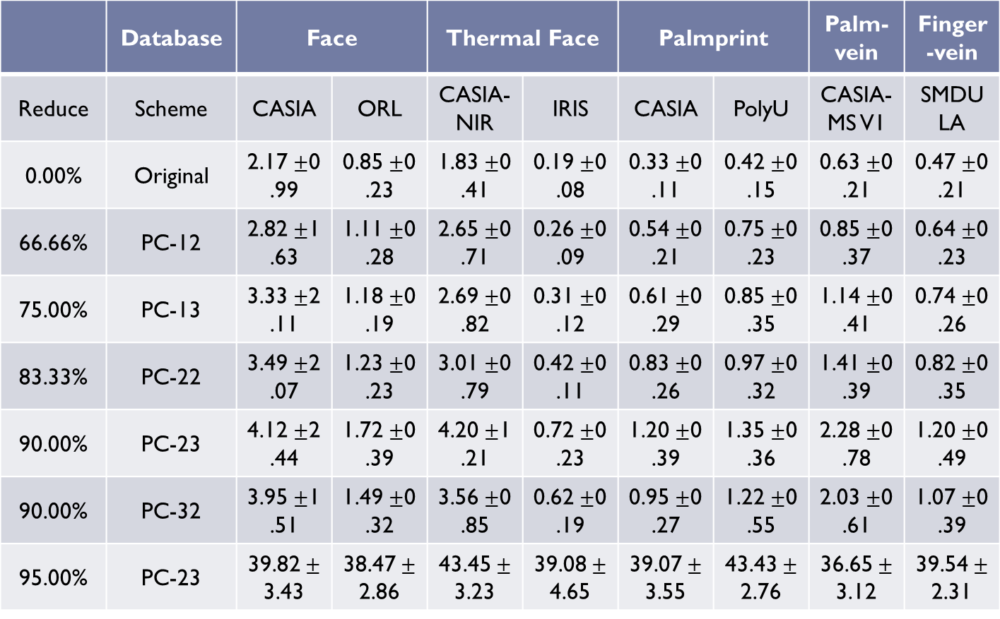 Database Face Thermal Face Palmprint Palm-vein Finger-vein
Reduce Scheme CASIA ORL CASIA-NIR IRIS CASIA PolyU CASIA-MS V1 SMDULA
0.00% Original 2.17 ±0.99 0.85 ±0.23 1.83 ±0.41 0.19 ±0.08 0.33 ±0.11 0.42 ±0.15 0.63 ±0.21 0.47 ±0.21
66.66% PC-12 2.82 ±1.63 1.11 ±0.28 2.65 ±0.71 0.26 ±0.09 0.54 ±0.21 0.75 ±0.23 0.85 ±0.37 0.64 ±0.23
75.00% PC-13 3.33 ±2.11 1.18 ±0.19 2.69 ±0.82 0.31 ±0.12 0.61 ±0.29 0.85 ±0.35 1.14 ±0.41 0.74 ±0.26
83.33% PC-22 3.49 ±2.07 1.23 ±0.23 3.01 ±0.79 0.42 ±0.11 0.83 ±0.26 0.97 ±0.32 1.41 ±0.39 0.82 ±0.35
90.00% PC-23 4.12 ±2.44 1.72 ±0.39 4.20 ±1.21 0.72 ±0.23 1.20 ±0.39 1.35 ±0.36 2.28 ±0.78 1.20 ±0.49
90.00% PC-32 3.95 ±1.51 1.49 ±0.32 3.56 ±0.85 0.62 ±0.19 0.95 ±0.27 1.22 ±0.55 2.03 ±0.61 1.07 ±0.39
95.00% PC-23 39.82 ±3.43 38.47 ±2.86 43.45 ±3.23 39.08 ±4.65 39.07 ±3.55 43.43 ±2.76 36.65 ±3.12 39.54 ±2.31